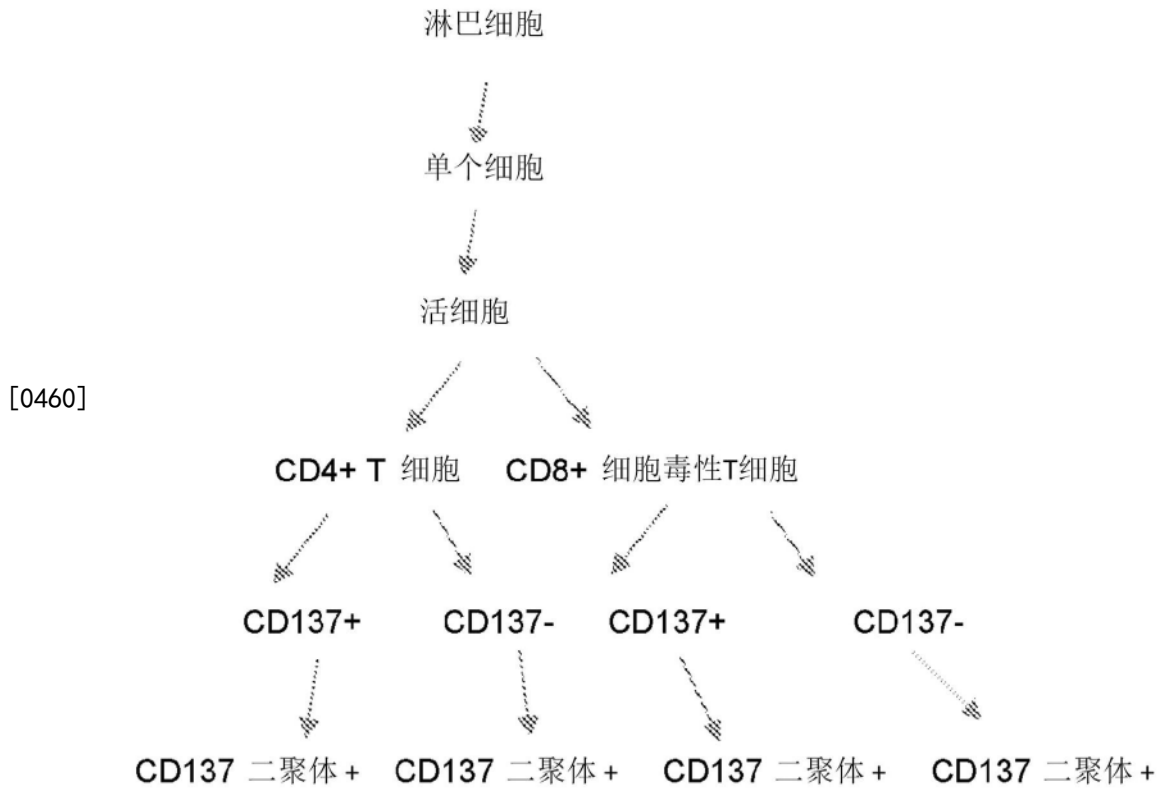 淋巴细胞
单个细胞
活细胞
[0460]
CD4+ T 细胞 CD8+ 细胞毒性T细胞
CD137+ CD137- CD137+ CD137-
CD137 二聚体 + CD137 二聚体 + CD137 二聚体 + CD137 二聚体 +